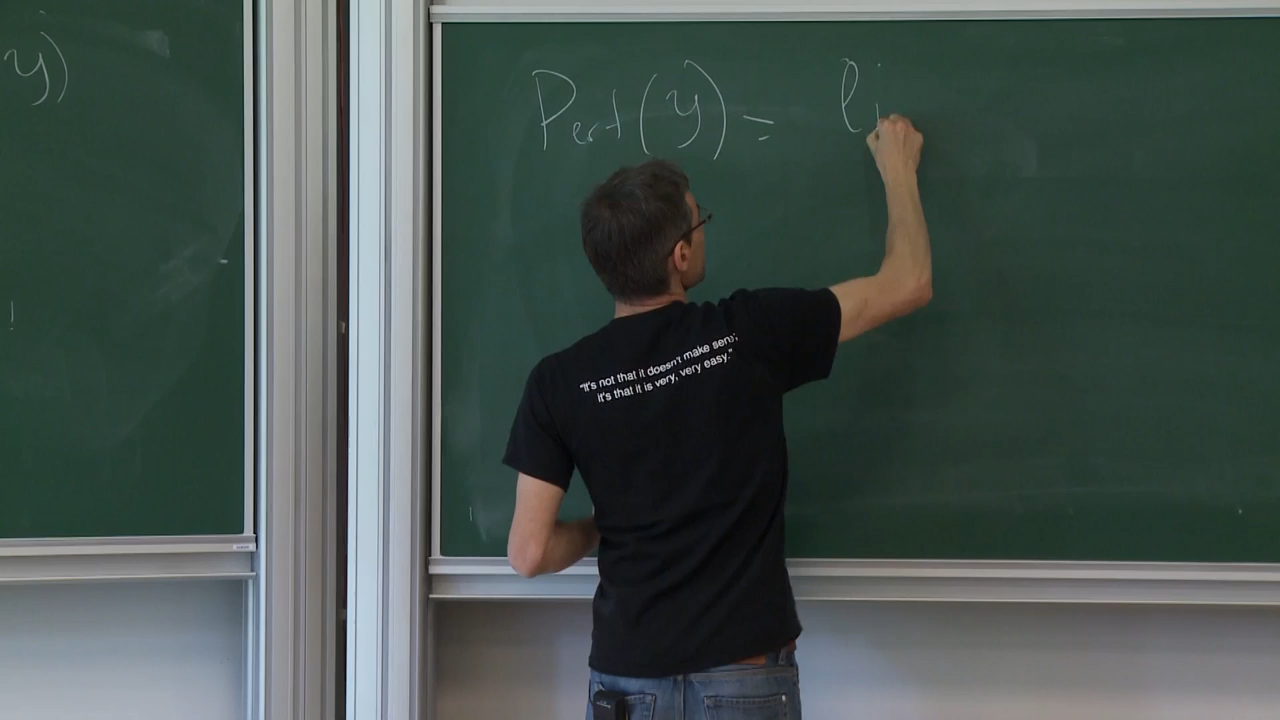 y)
Perf(y) = li
!
"It's not that it doesn't make sense,
it's that it is very, very easy."